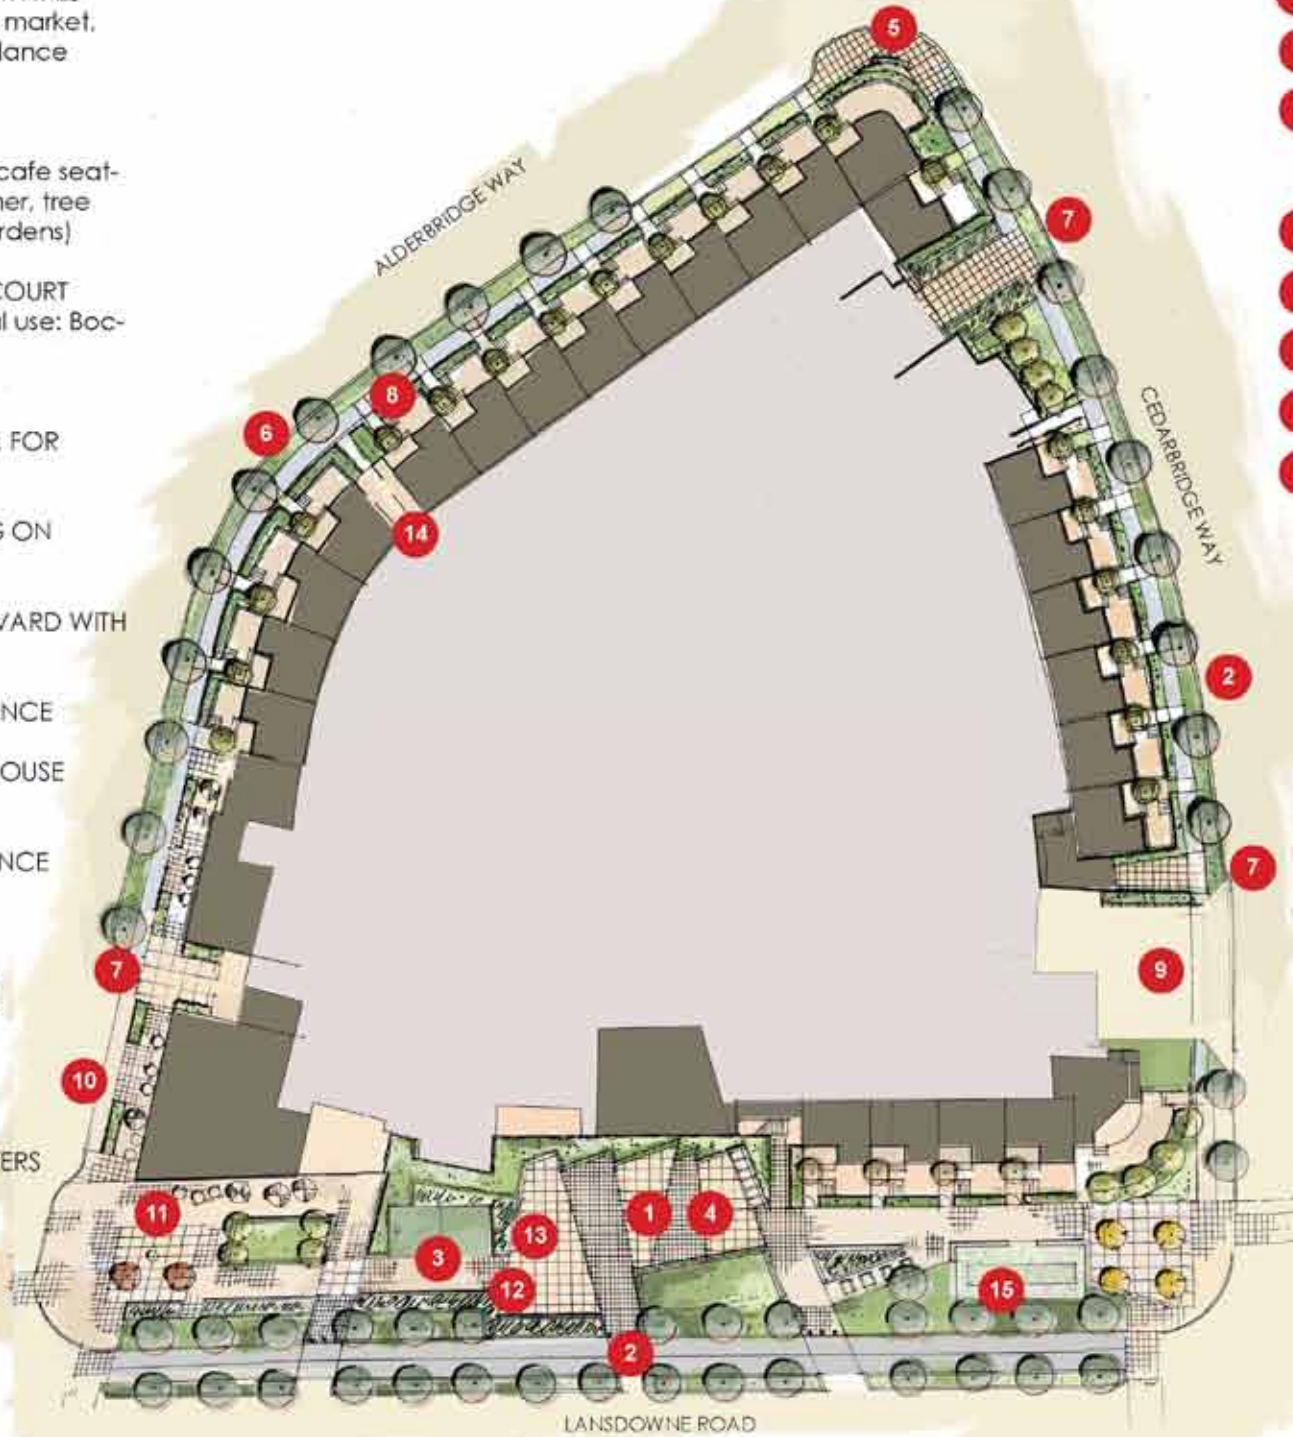 market,
dance
cafe seat-
ner, tree
rdens)
COURT
al use: Boc-
FOR
G ON
VARD WITH
NCE
OUSE
NCE
ERS
ALDERBRIDGE WAY
CEDARBRIDGE WAY
LANSDOWNE ROAD
5
7
8
6
14
2
7
9
7
10
11
13
1
4
3
12
15
2